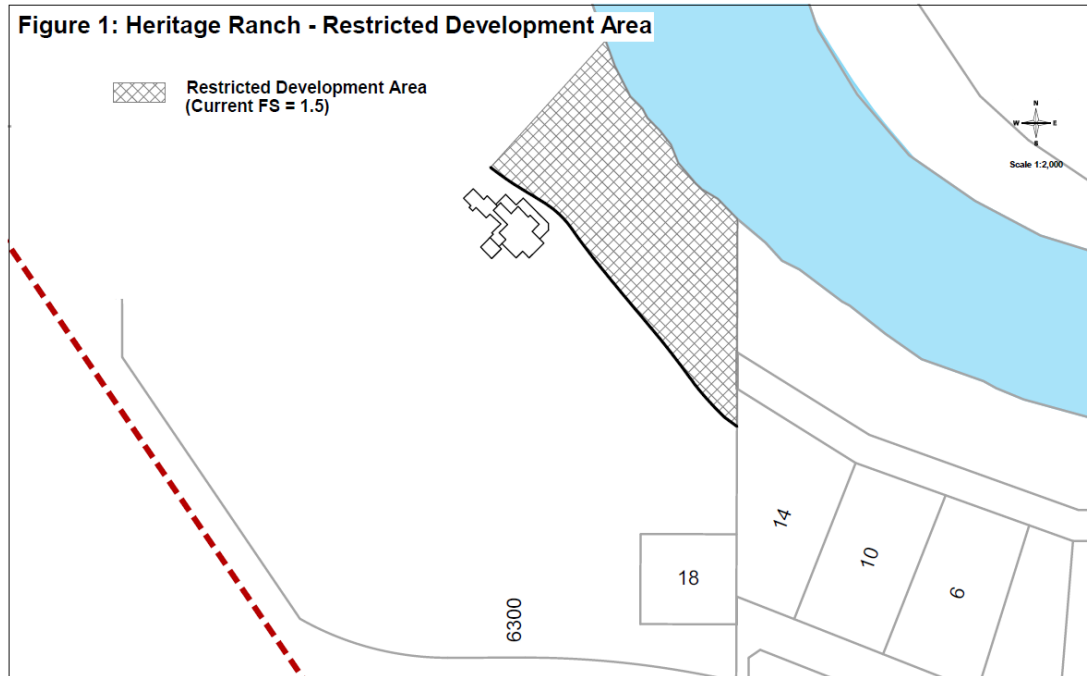 Figure 1: Heritage Ranch - Restricted Development Area
Restricted Development Area
(Current FS = 1.5)
N
W E
S
Scale 1:2,000
14
10
6
18
6300